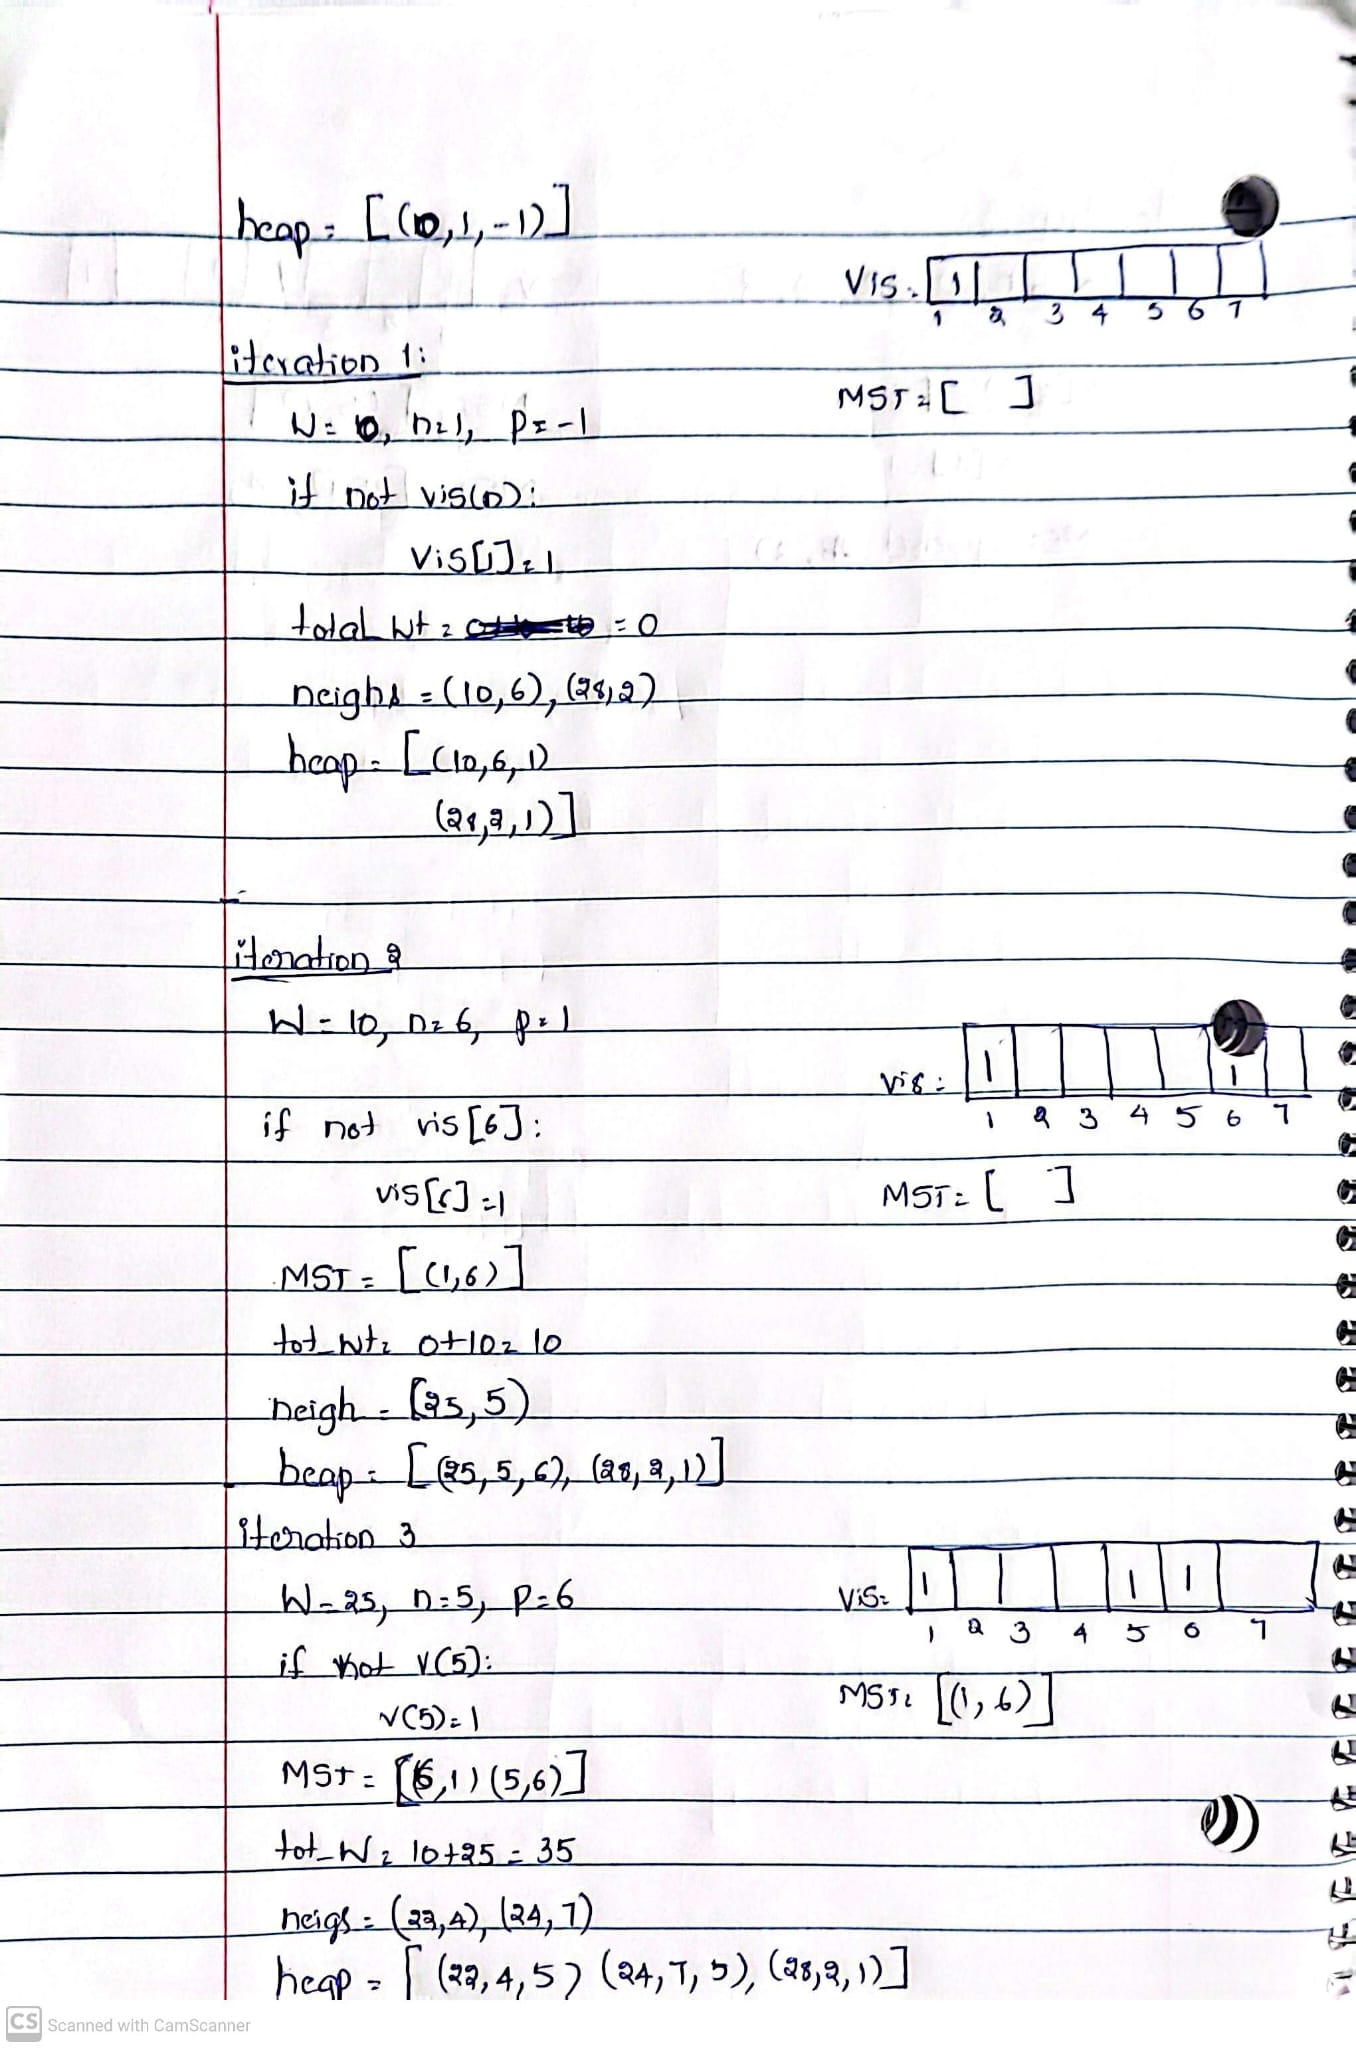 heap = [(0,1,-1)]
Vis. 1
1 2 3 4 5 6 7
iteration 1:
MST = [ ]
W = 0, n=1, P=-1
if not vis(n):
Vis[1]=1
total wt = = 0
neighs = (10,6), (28,2)
heap = [(10,6,1)
(28,2,1)]
iteration 2
W = 10, n=6, p=1
vis: 1 1
1 2 3 4 5 6 7
if not vis[6]:
vis[6]=1
MST = [ ]
MST = [(1,6)]
tot_wt = 0+10=10
neigh = (25,5)
heap = [(25,5,6), (28,2,1)]
iteration 3
Vis= 1 1 1
W=25, n=5, P=6
1 2 3 4 5 6 7
if not V(5):
MST= [(1,6)]
V(5)=1
MST = [(6,1)(5,6)]
tot_W = 10+25 = 35
neigs = (22,4), (24,7)
heap = [(22,4,5) (24,7,5), (28,2,1)]
CS Scanned with CamScanner